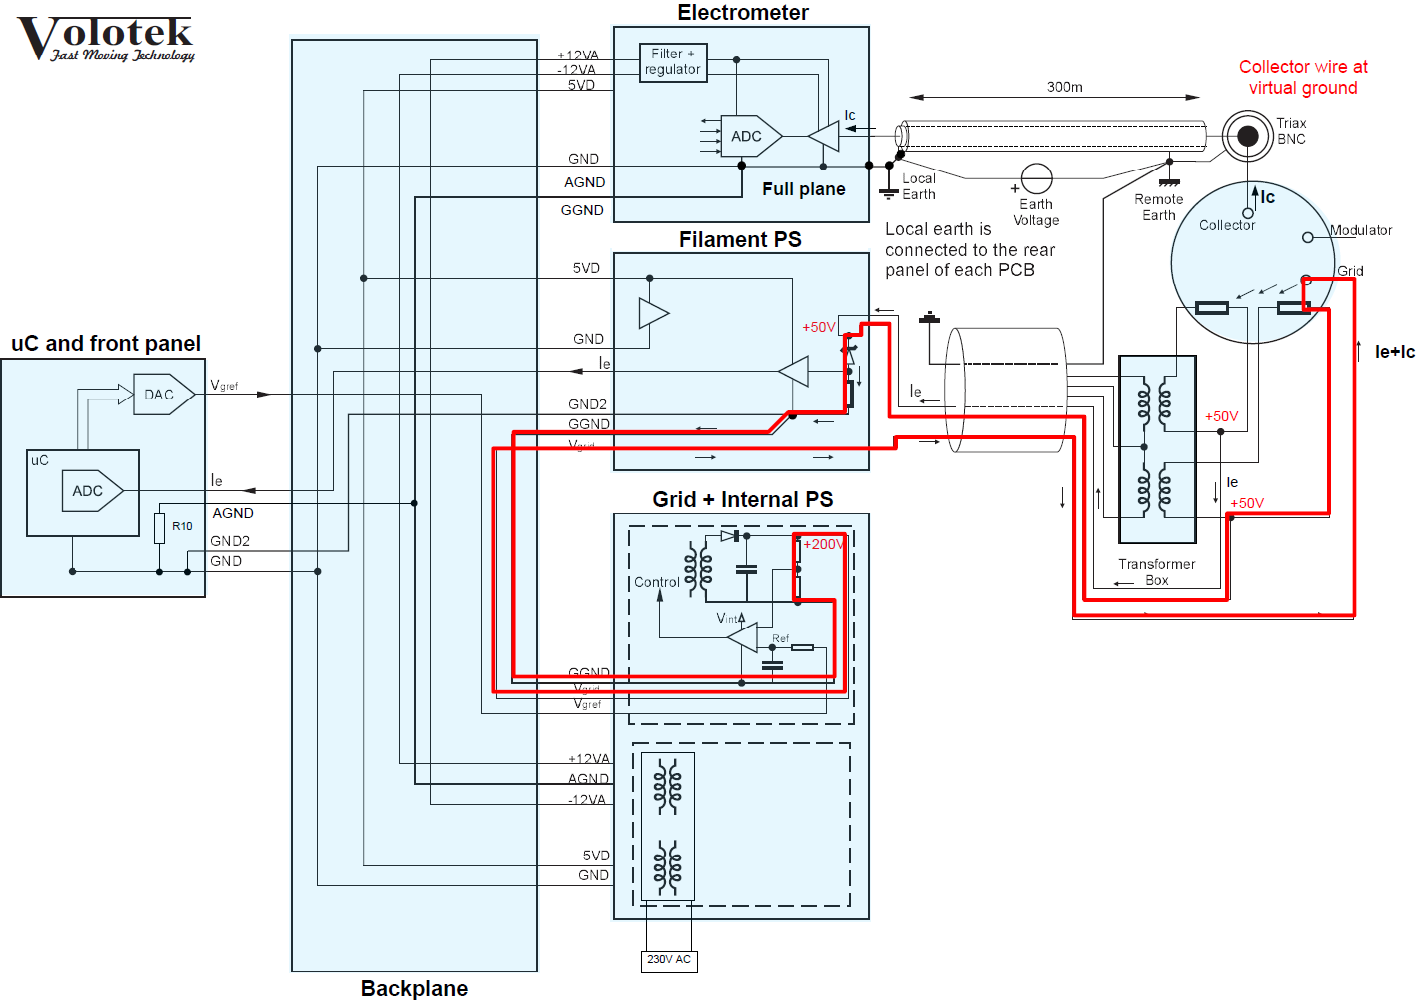 Volotek
Fast Moving Technology
Electrometer
+12VA
-12VA
5VD
Filter +
regulator
ADC
Ic
GND
AGND
GGND
Full plane
300m
Collector wire at
virtual ground
Triax
BNC
Local
Earth
+
Earth
Voltage
Remote
Earth
Ic
Collector
Modulator
Grid
Local earth is
connected to the rear
panel of each PCB
Filament PS
5VD
GND
Ie
GND2
GGND
Vgrid
+50V
Ie
Ie+Ic
+50V
Ie
+50V
Transformer
Box
uC and front panel
DAC
Vgref
uC
ADC
Ie
AGND
R10
GND2
GND
Grid + Internal PS
+200V
Control
Vint
Ref
GGND
Vgrid
Vgref
+12VA
AGND
-12VA
5VD
GND
230V AC
Backplane